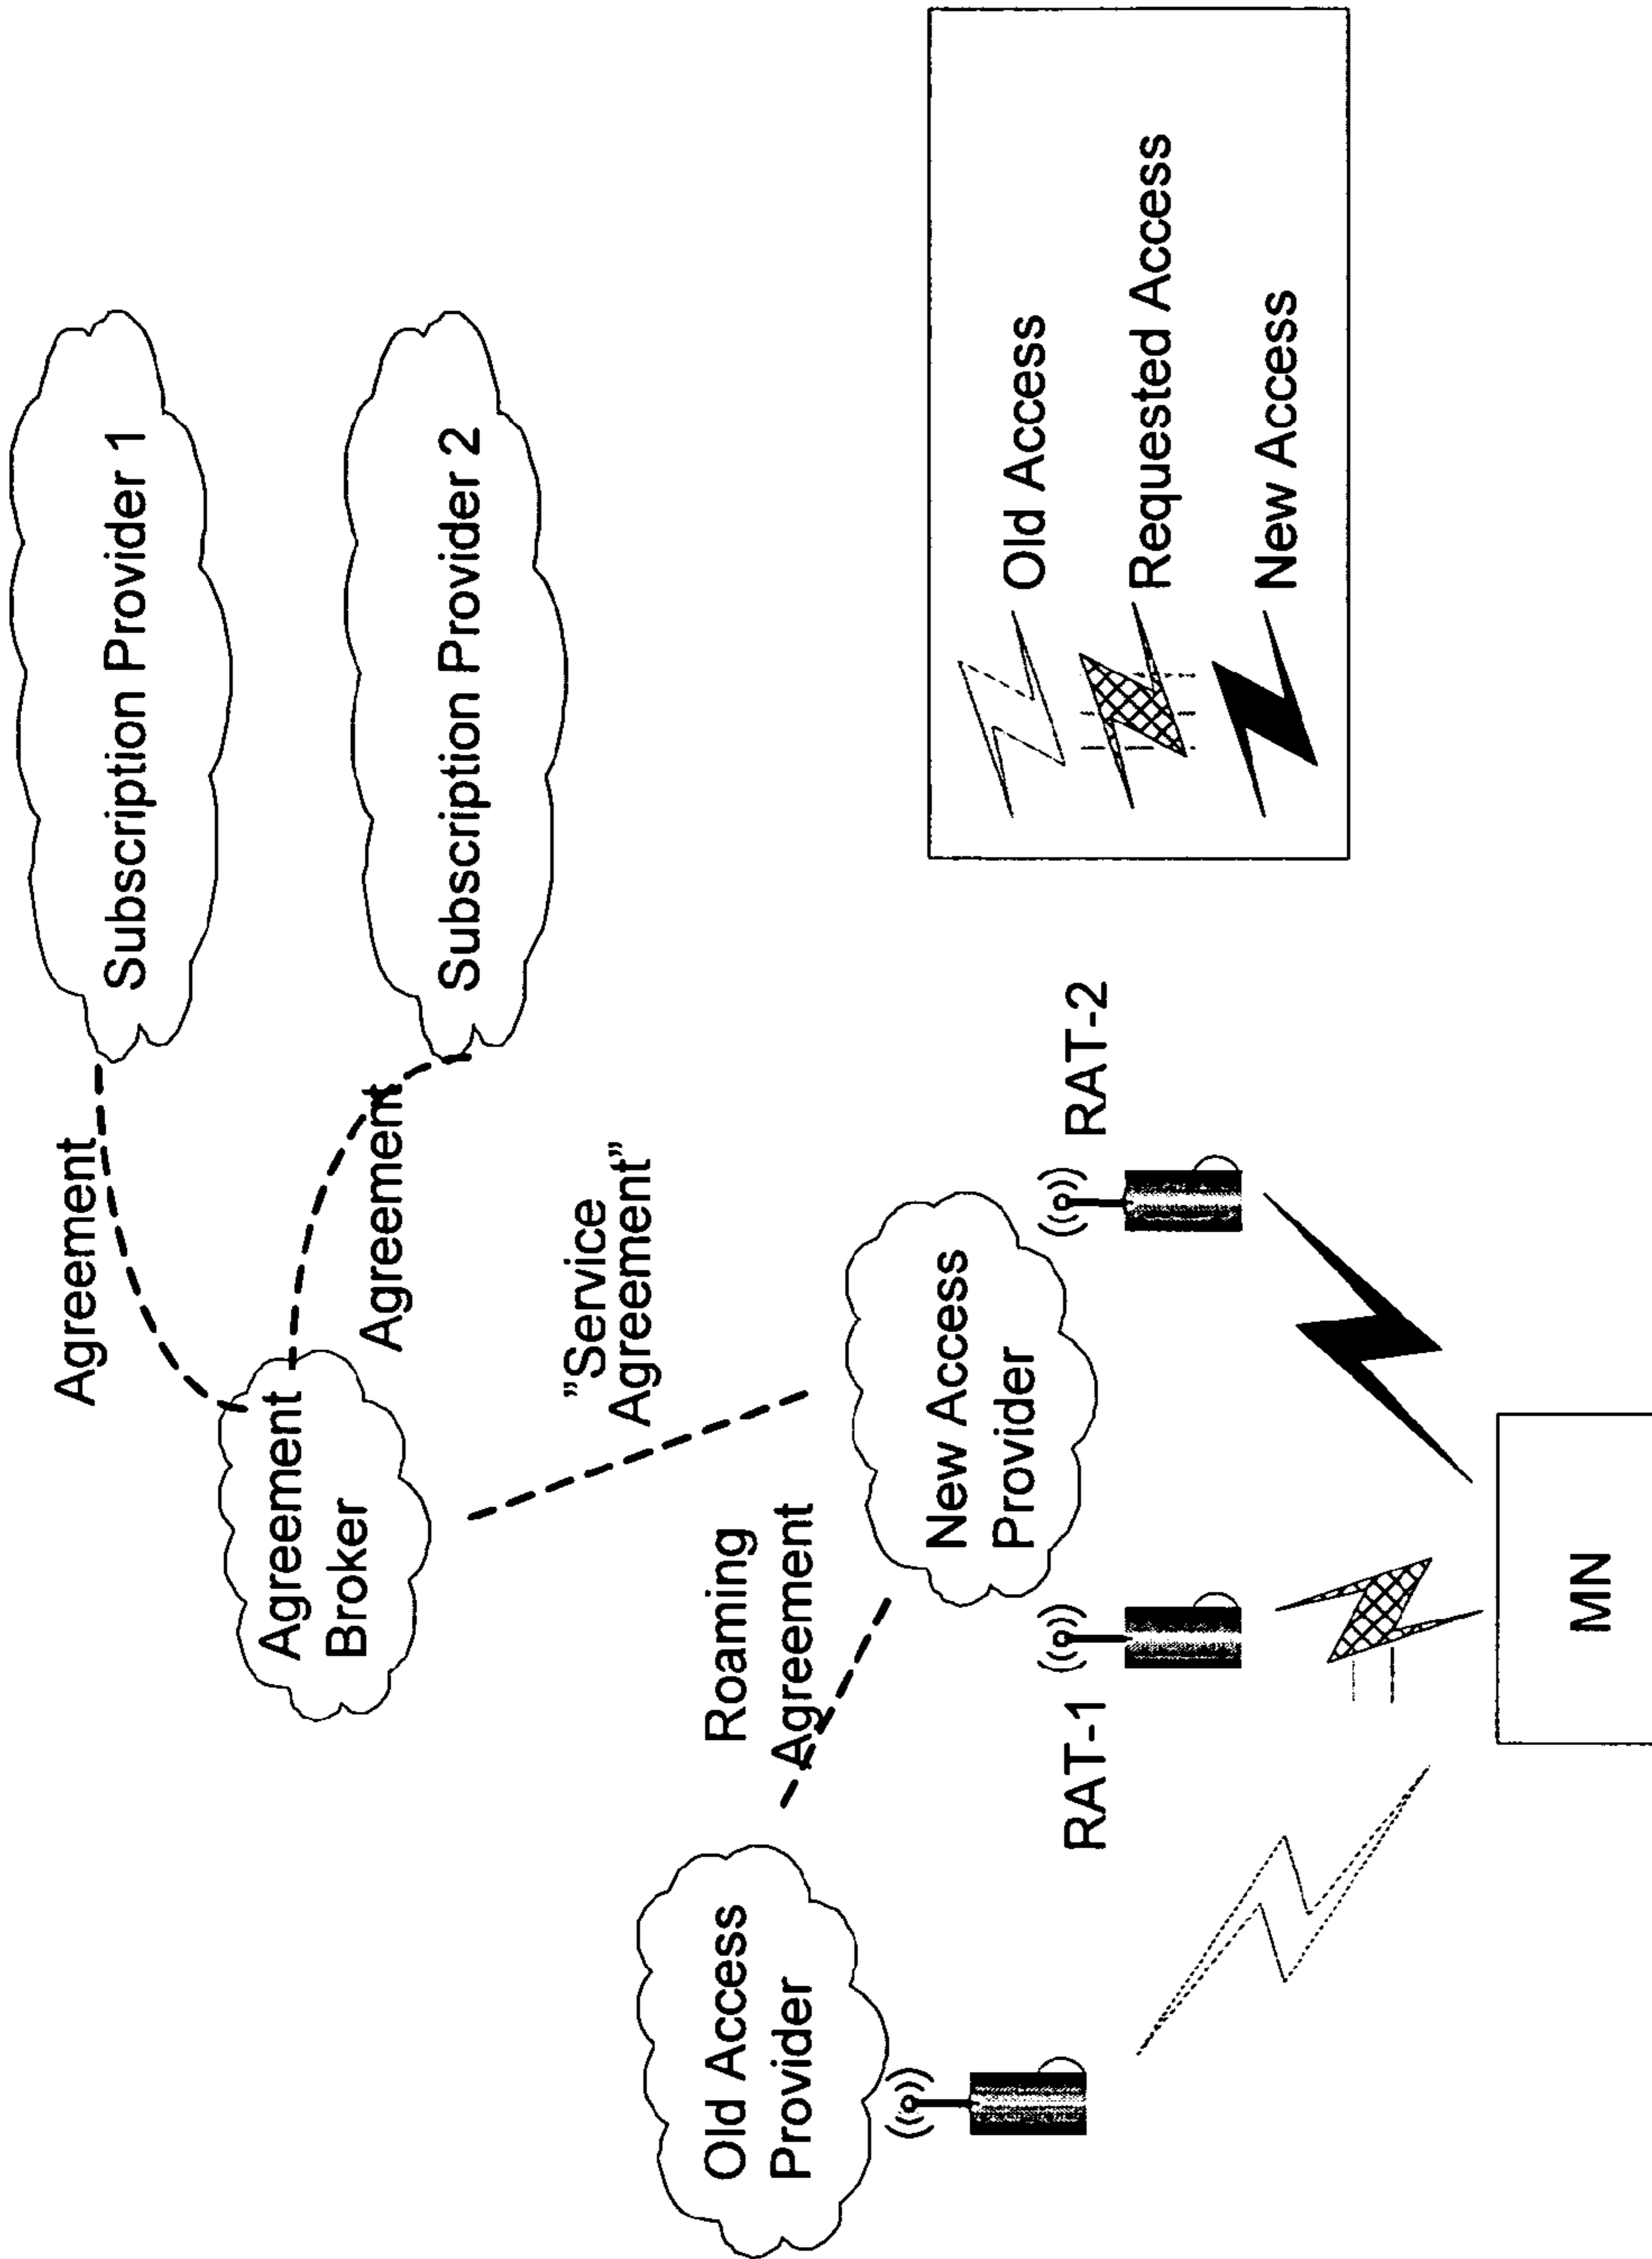 Agreement
Subscription Provider 1
Agreement
Broker
Agreement
Subscription Provider 2
"Service
Agreement"
Roaming
Agreement
Old Access
Provider
New Access
Provider
RAT-1
RAT-2
MN
Old Access
Requested Access
New Access